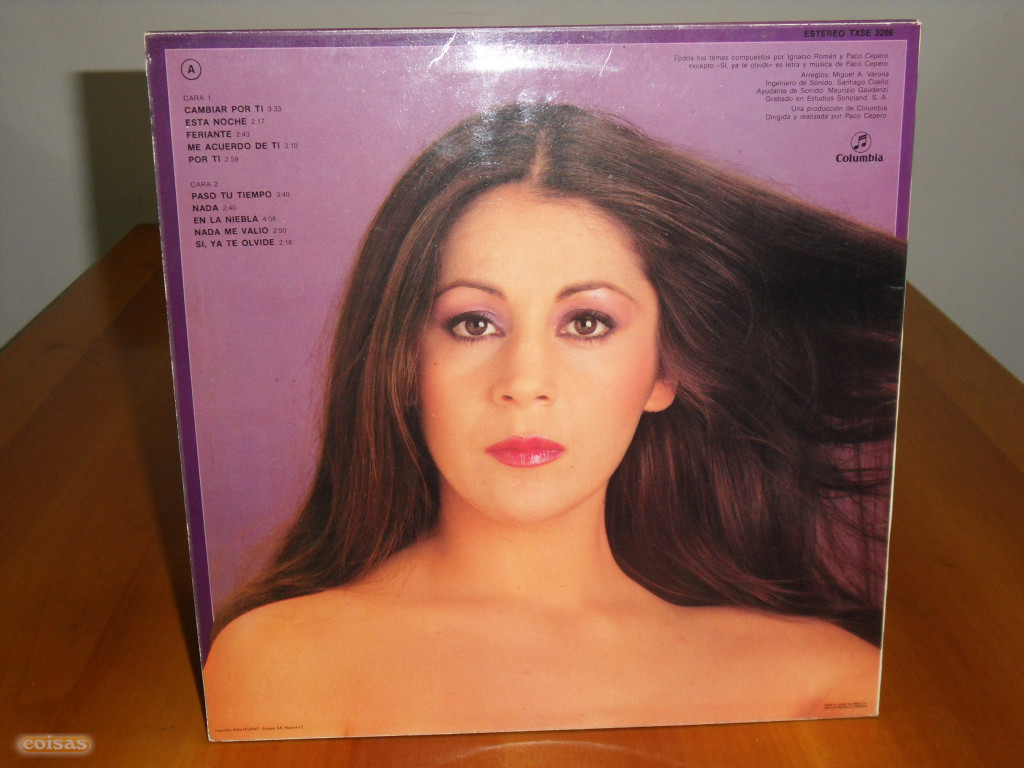 ESTEREO TXSE 3266
A
Todos los temas compuestos por Ignacio Román y Paco Cepero,
excepto «Si, ya te olvidé» es letra y música de Paco Cepero
Arreglos: Miguel A. Varona
Ingeniero de Sonido: Santiago Coello
Ayudante de Sonido: Maurizio Gaudenzi
Grabado en Estudios Sonoland, S. A.
Una producción de Columbia
Dirigida y realizada por Paco Cepero
Columbia
CARA 1
CAMBIAR POR TI 3:33
ESTA NOCHE 2:17
FERIANTE 2:43
ME ACUERDO DE TI 3:10
POR TI 2:59
CARA 2
PASO TU TIEMPO 3:40
NADA 2:40
EN LA NIEBLA 4:08
NADA ME VALIO 2:50
SI, YA TE OLVIDE 2:18
coisas